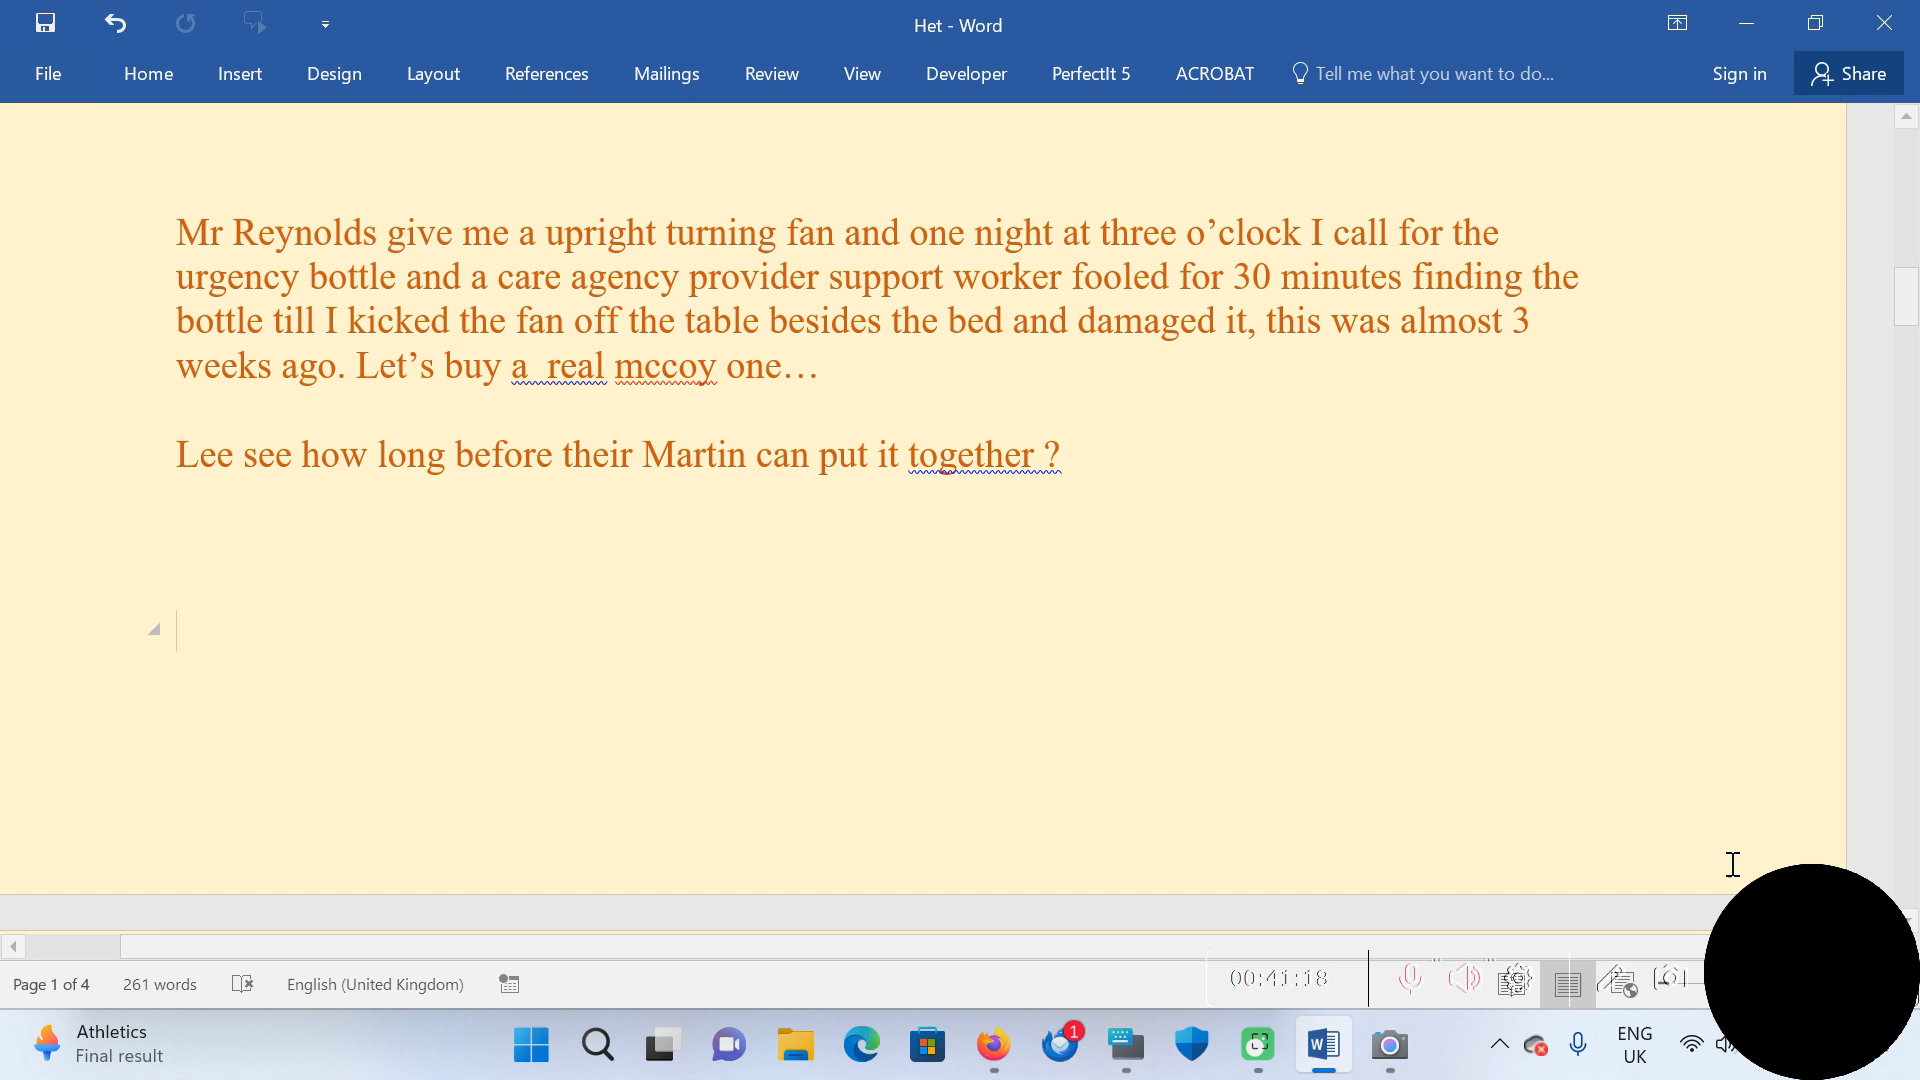 Het - Word
File Home Insert Design Layout References Mailings Review View Developer PerfectIt 5 ACROBAT Tell me what you want to do... Sign in Share
Mr Reynolds give me a upright turning fan and one night at three o’clock I call for the
urgency bottle and a care agency provider support worker fooled for 30 minutes finding the
bottle till I kicked the fan off the table besides the bed and damaged it, this was almost 3
weeks ago. Let’s buy a  real mccoy one…
Lee see how long before their Martin can put it together ?
Page 1 of 4 261 words English (United Kingdom) 00:41:18
Athletics
Final result
1
ENG
UK